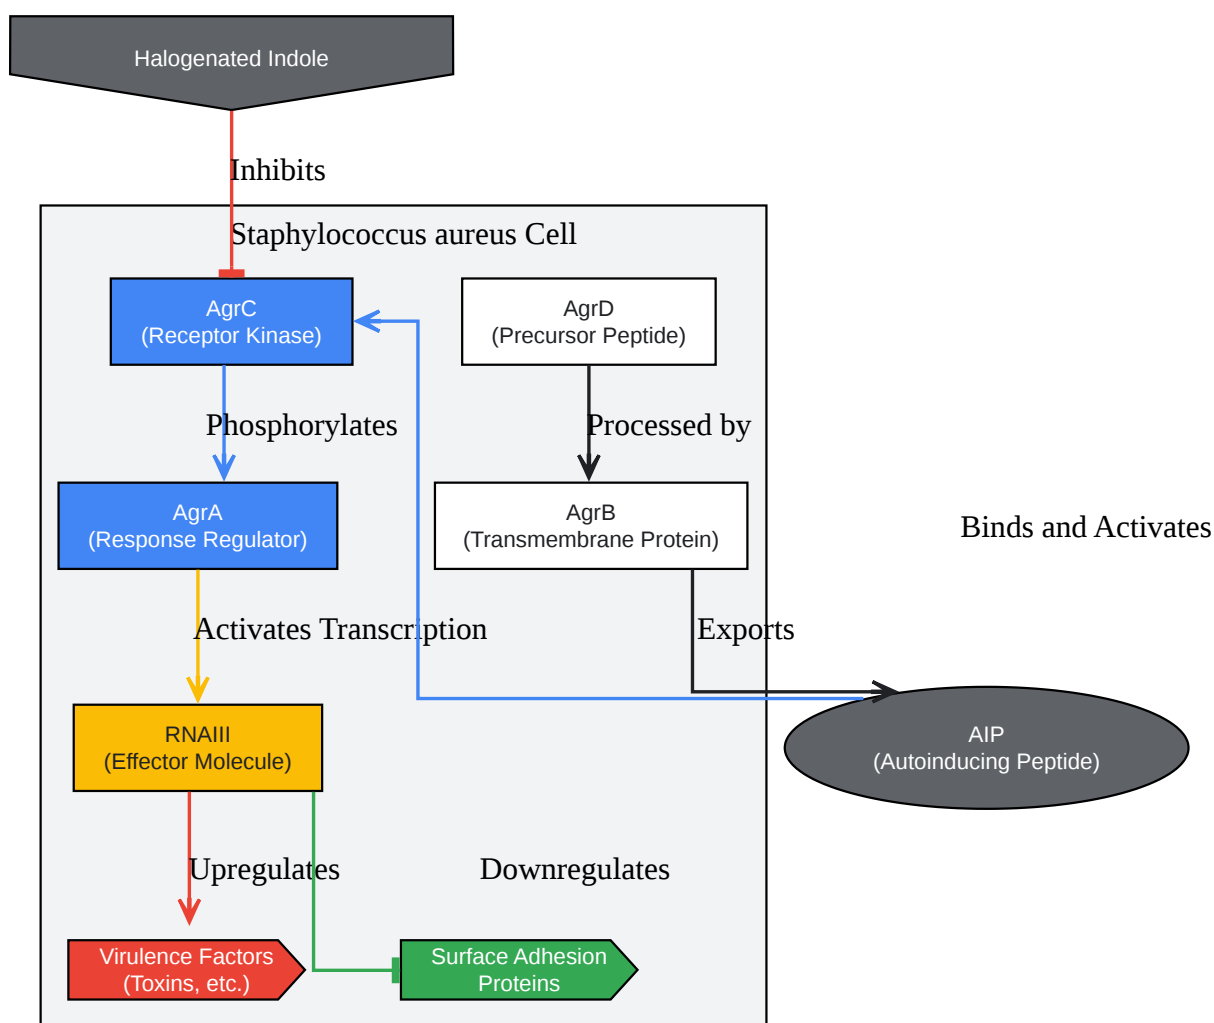 Halogenated Indole
Inhibits
Staphylococcus aureus Cell
AgrC
(Receptor Kinase)
AgrD
(Precursor Peptide)
Phosphorylates
Processed by
AgrA
(Response Regulator)
AgrB
(Transmembrane Protein)
Binds and Activates
Activates Transcription
Exports
RNAIII
(Effector Molecule)
AIP
(Autoinducing Peptide)
Upregulates
Downregulates
Virulence Factors
(Toxins, etc.)
Surface Adhesion
Proteins